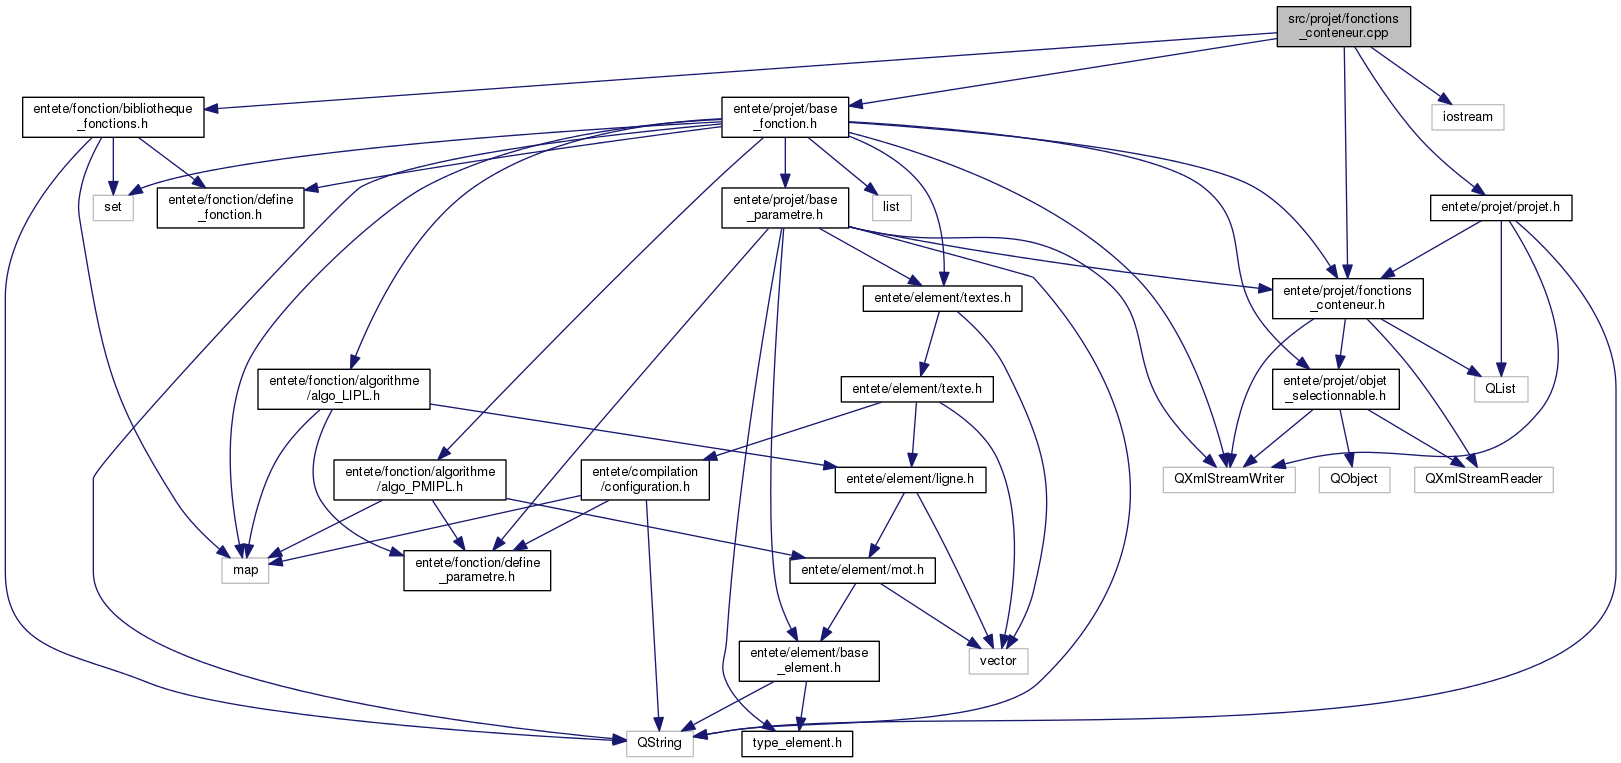 src/projet/fonctions
_conteneur.cpp
entete/fonction/bibliotheque
_fonctions.h
entete/projet/base
_fonction.h
iostream
set
entete/fonction/define
_fonction.h
entete/projet/base
_parametre.h
list
entete/projet/projet.h
entete/element/textes.h
entete/projet/fonctions
_conteneur.h
entete/fonction/algorithme
/algo_LIPL.h
entete/element/texte.h
entete/projet/objet
_selectionnable.h
QList
entete/fonction/algorithme
/algo_PMIPL.h
entete/compilation
/configuration.h
entete/element/ligne.h
QXmlStreamWriter
QObject
QXmlStreamReader
map
entete/fonction/define
_parametre.h
entete/element/mot.h
entete/element/base
_element.h
vector
QString
type_element.h